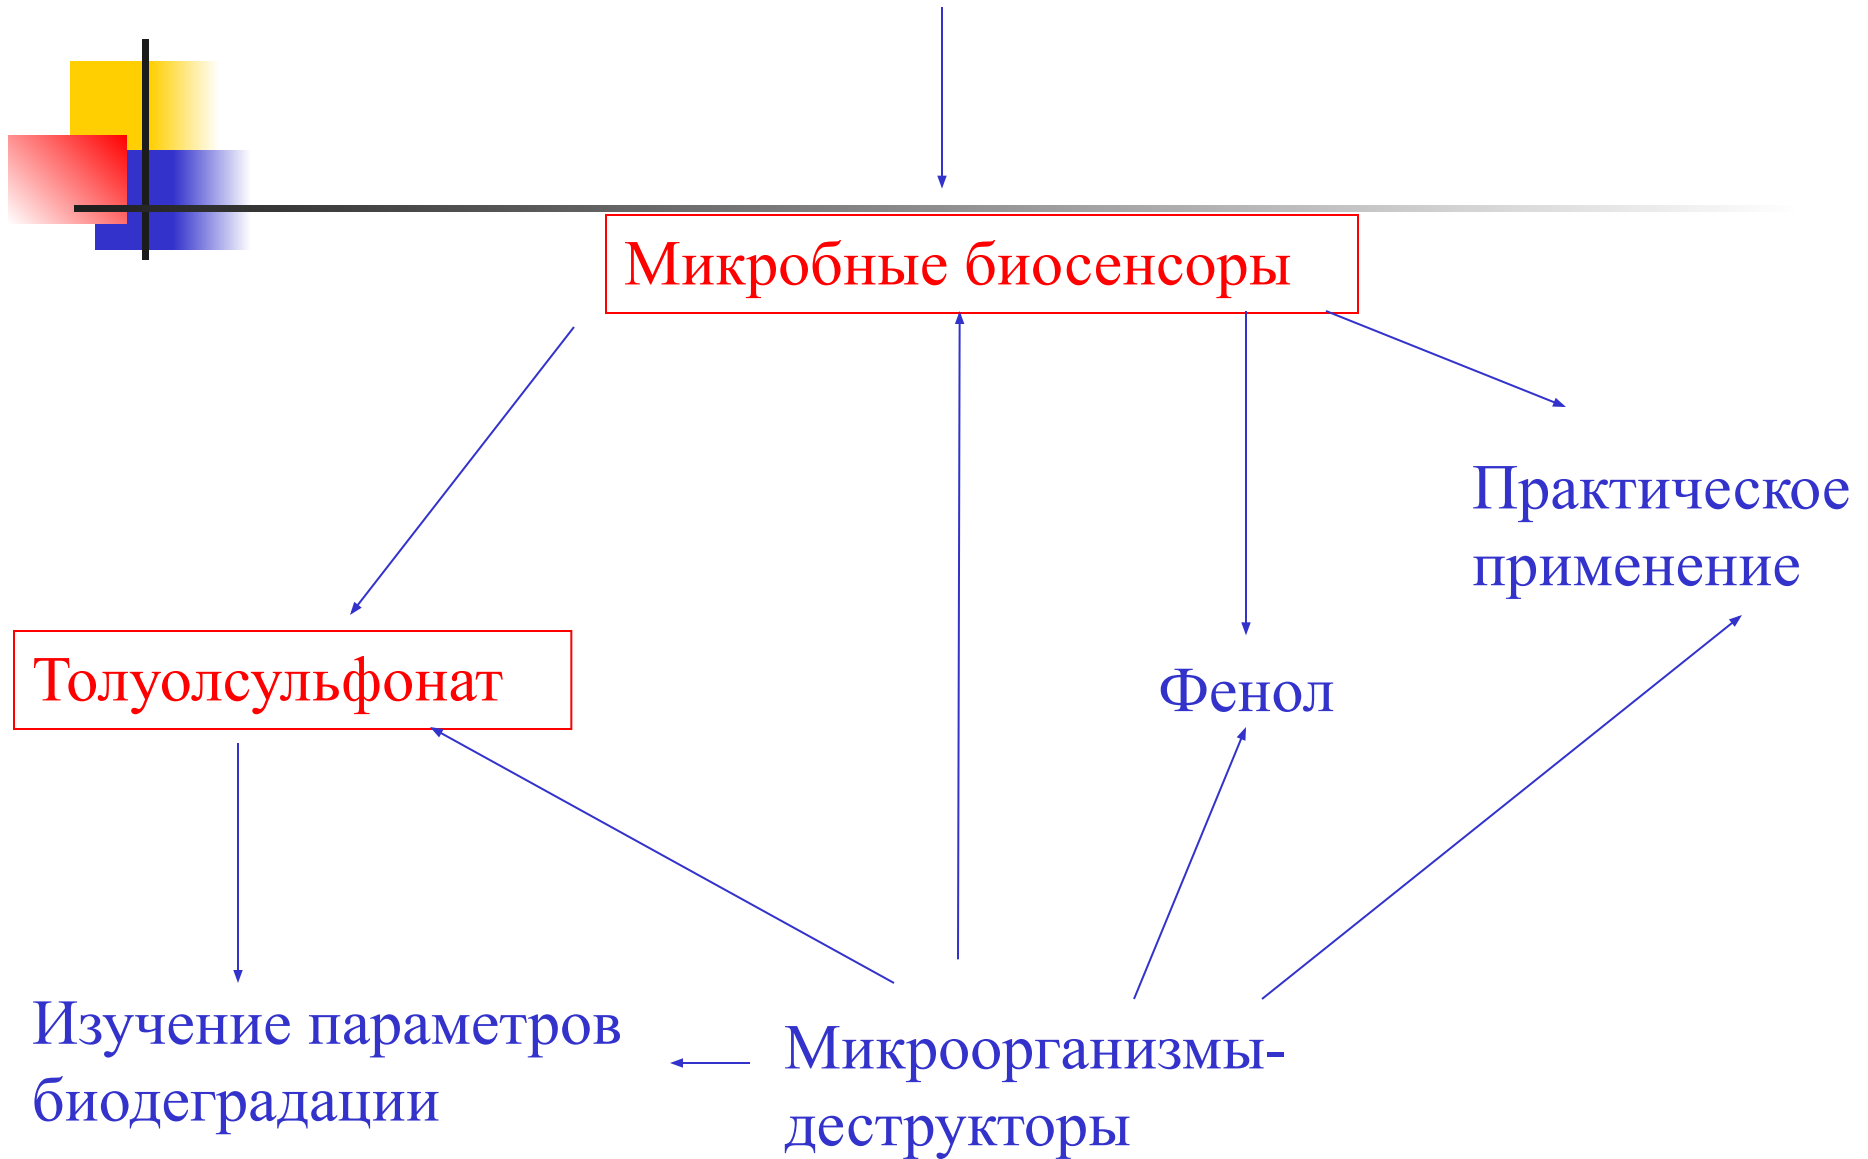 Микробные биосенсоры
Практическое
применение
Толуолсульфонат
Фенол
Изучение параметров
биодеградации
Микроорганизмы-
деструкторы